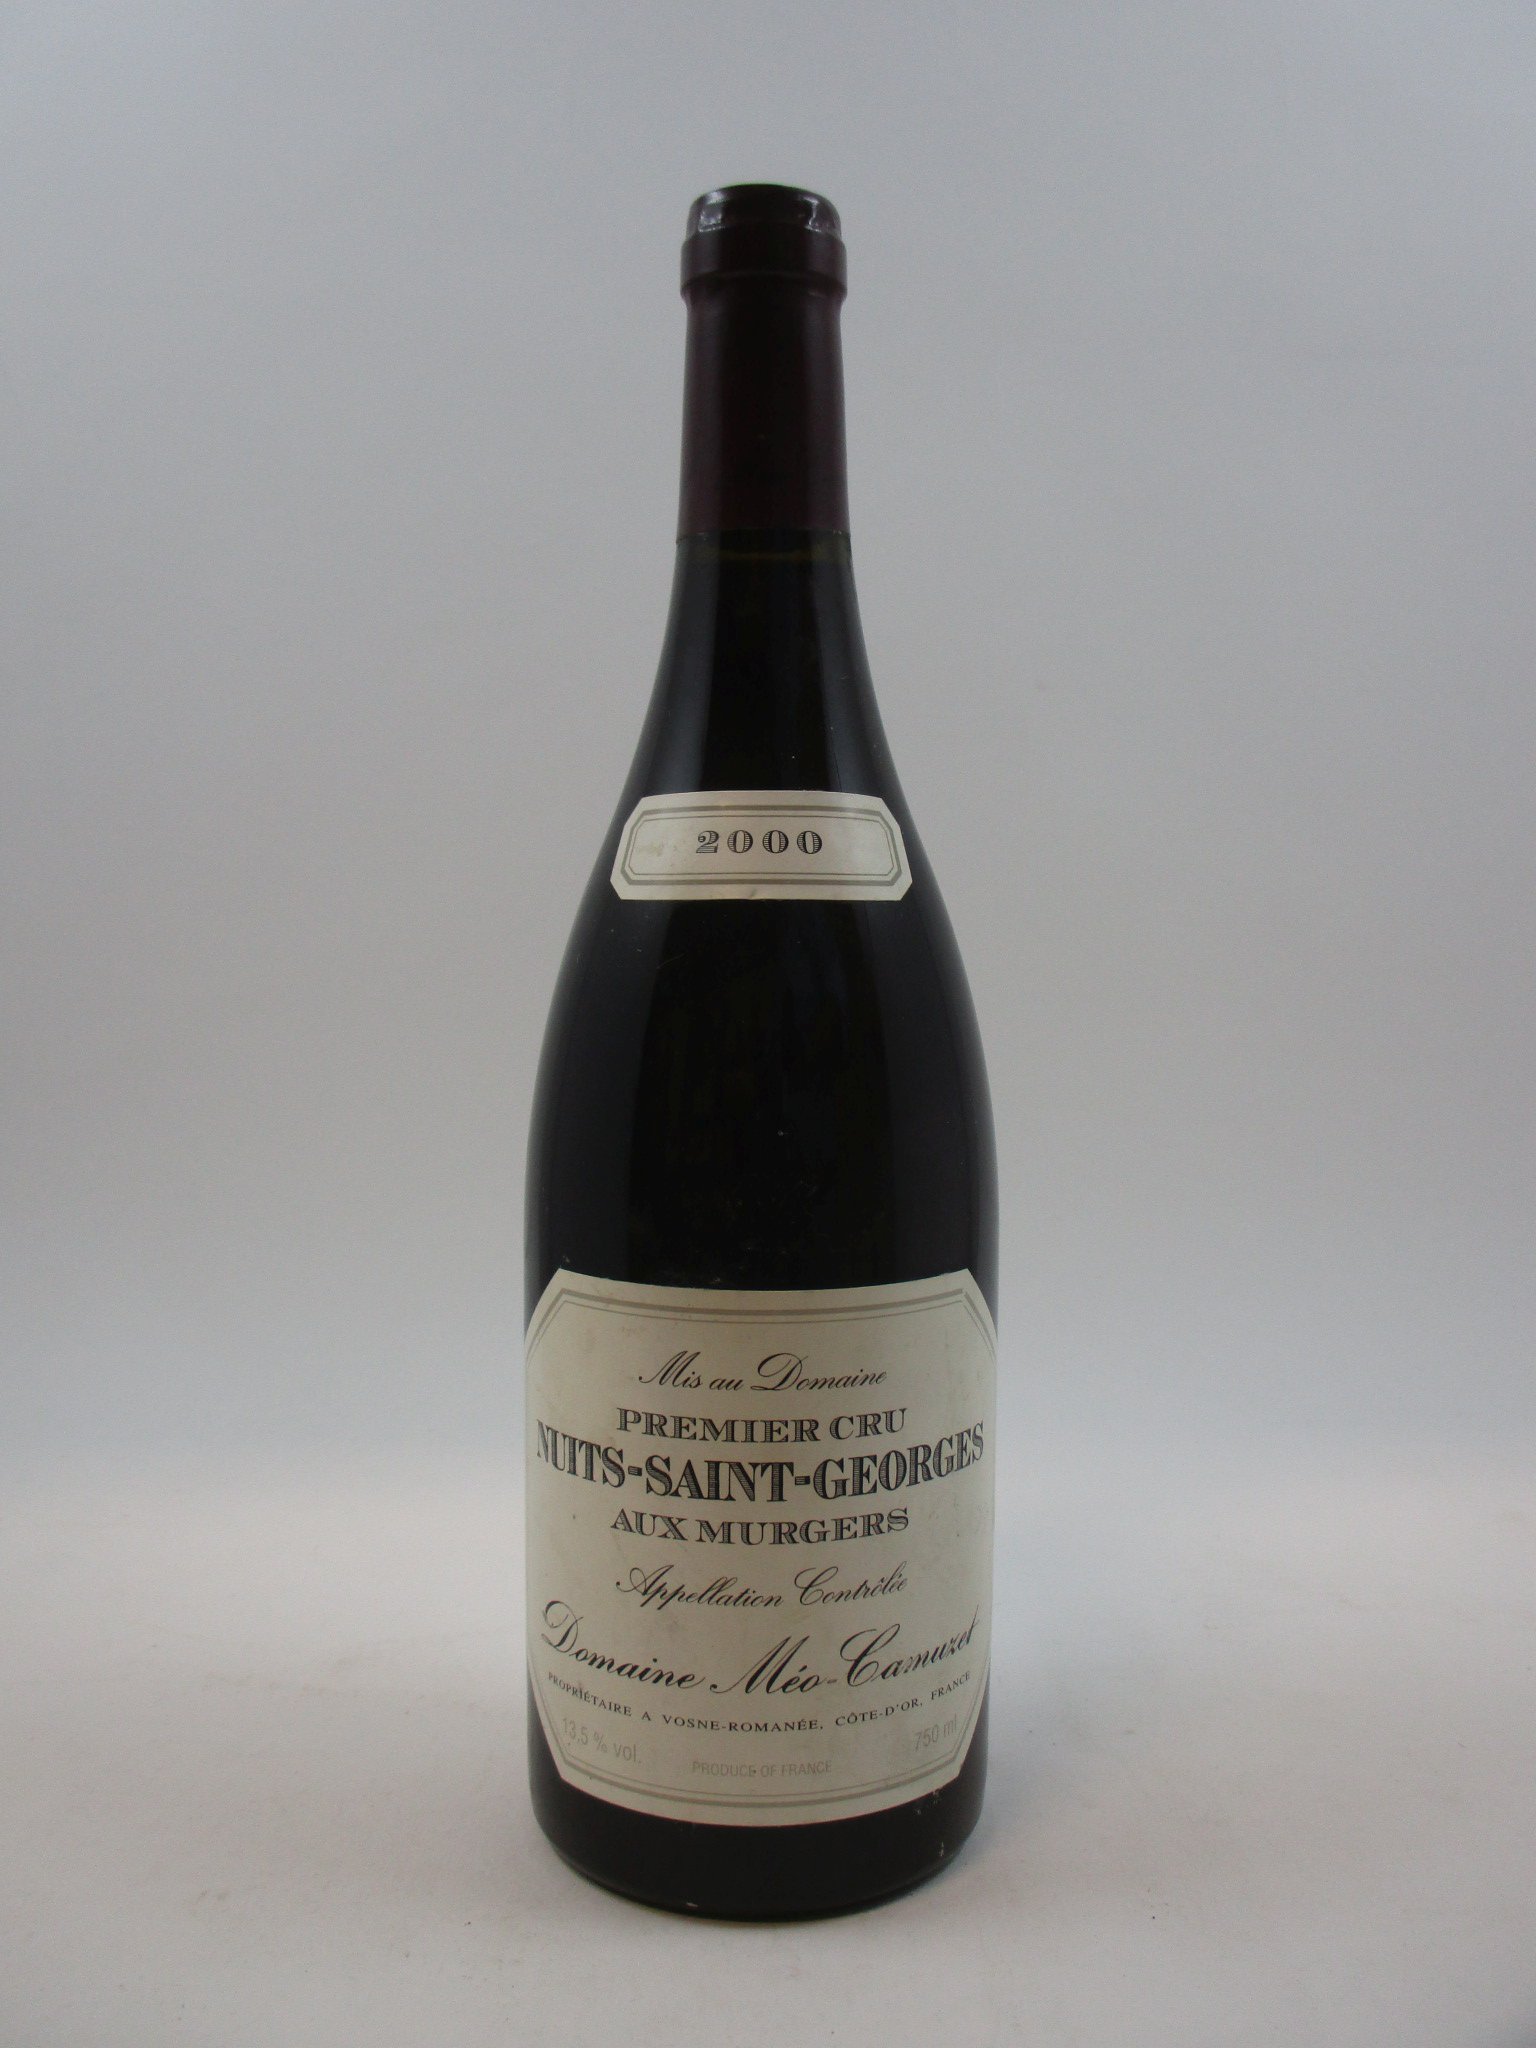 2000
Mis au Domaine
PREMIER CRU
NUITS-SAINT-GEORGES
AUX MURGERS
Appellation Contrôlée
Domaine Méo-Camuzet
PROPRIÉTAIRE A VOSNE-ROMANÉE, CÔTE-D'OR, FRANCE
13,5 % vol. PRODUCE OF FRANCE 750 ml